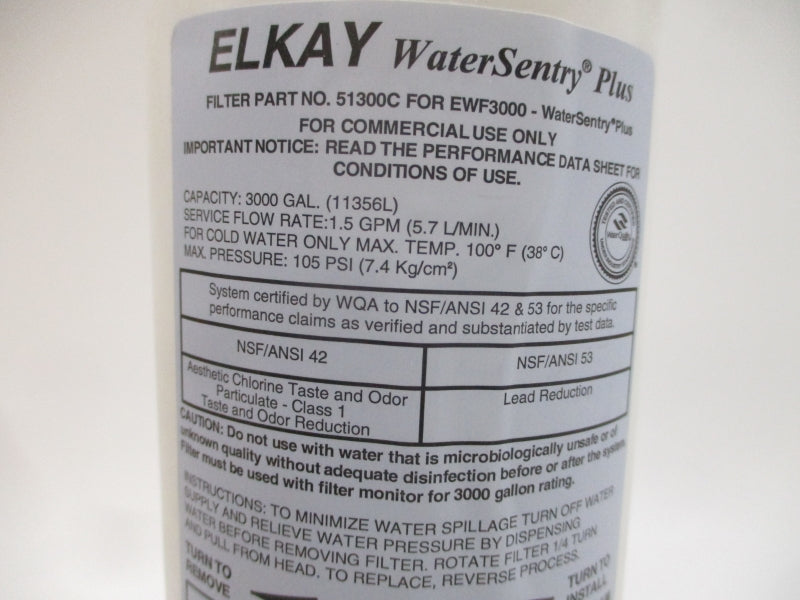 ELKAY WaterSentry® Plus
FILTER PART NO. 51300C FOR EWF3000 - WaterSentry®Plus
FOR COMMERCIAL USE ONLY
IMPORTANT NOTICE: READ THE PERFORMANCE DATA SHEET FOR
CONDITIONS OF USE.
CAPACITY: 3000 GAL. (11356L)
SERVICE FLOW RATE:1.5 GPM (5.7 L/MIN.)
FOR COLD WATER ONLY MAX. TEMP. 100° F (38° C)
MAX. PRESSURE: 105 PSI (7.4 Kg/cm²)
System certified by WQA to NSF/ANSI 42 & 53 for the specific
performance claims as verified and substantiated by test data.
NSF/ANSI 42
NSF/ANSI 53
Aesthetic Chlorine Taste and Odor
Particulate - Class 1
Taste and Odor Reduction
Lead Reduction
CAUTION: Do not use with water that is microbiologically unsafe or of
unknown quality without adequate disinfection before or after the system.
Filter must be used with filter monitor for 3000 gallon rating.
INSTRUCTIONS: TO MINIMIZE WATER SPILLAGE TURN OFF WATER
SUPPLY AND RELIEVE WATER PRESSURE BY DISPENSING
WATER BEFORE REMOVING FILTER. ROTATE FILTER 1/4 TURN
AND PULL FROM HEAD. TO REPLACE, REVERSE PROCESS.
TURN TO
REMOVE
TURN TO
INSTALL